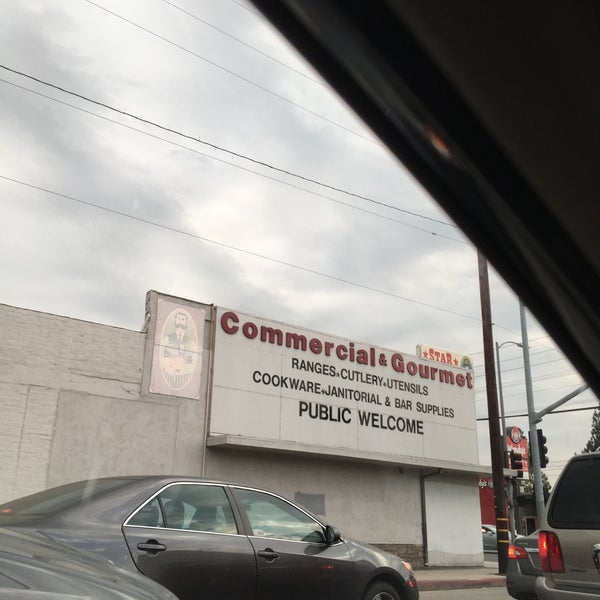 Commercial & Gourmet
★STAR★
RANGES•CUTLERY•UTENSILS
COOKWARE•JANITORIAL & BAR SUPPLIES
PUBLIC WELCOME